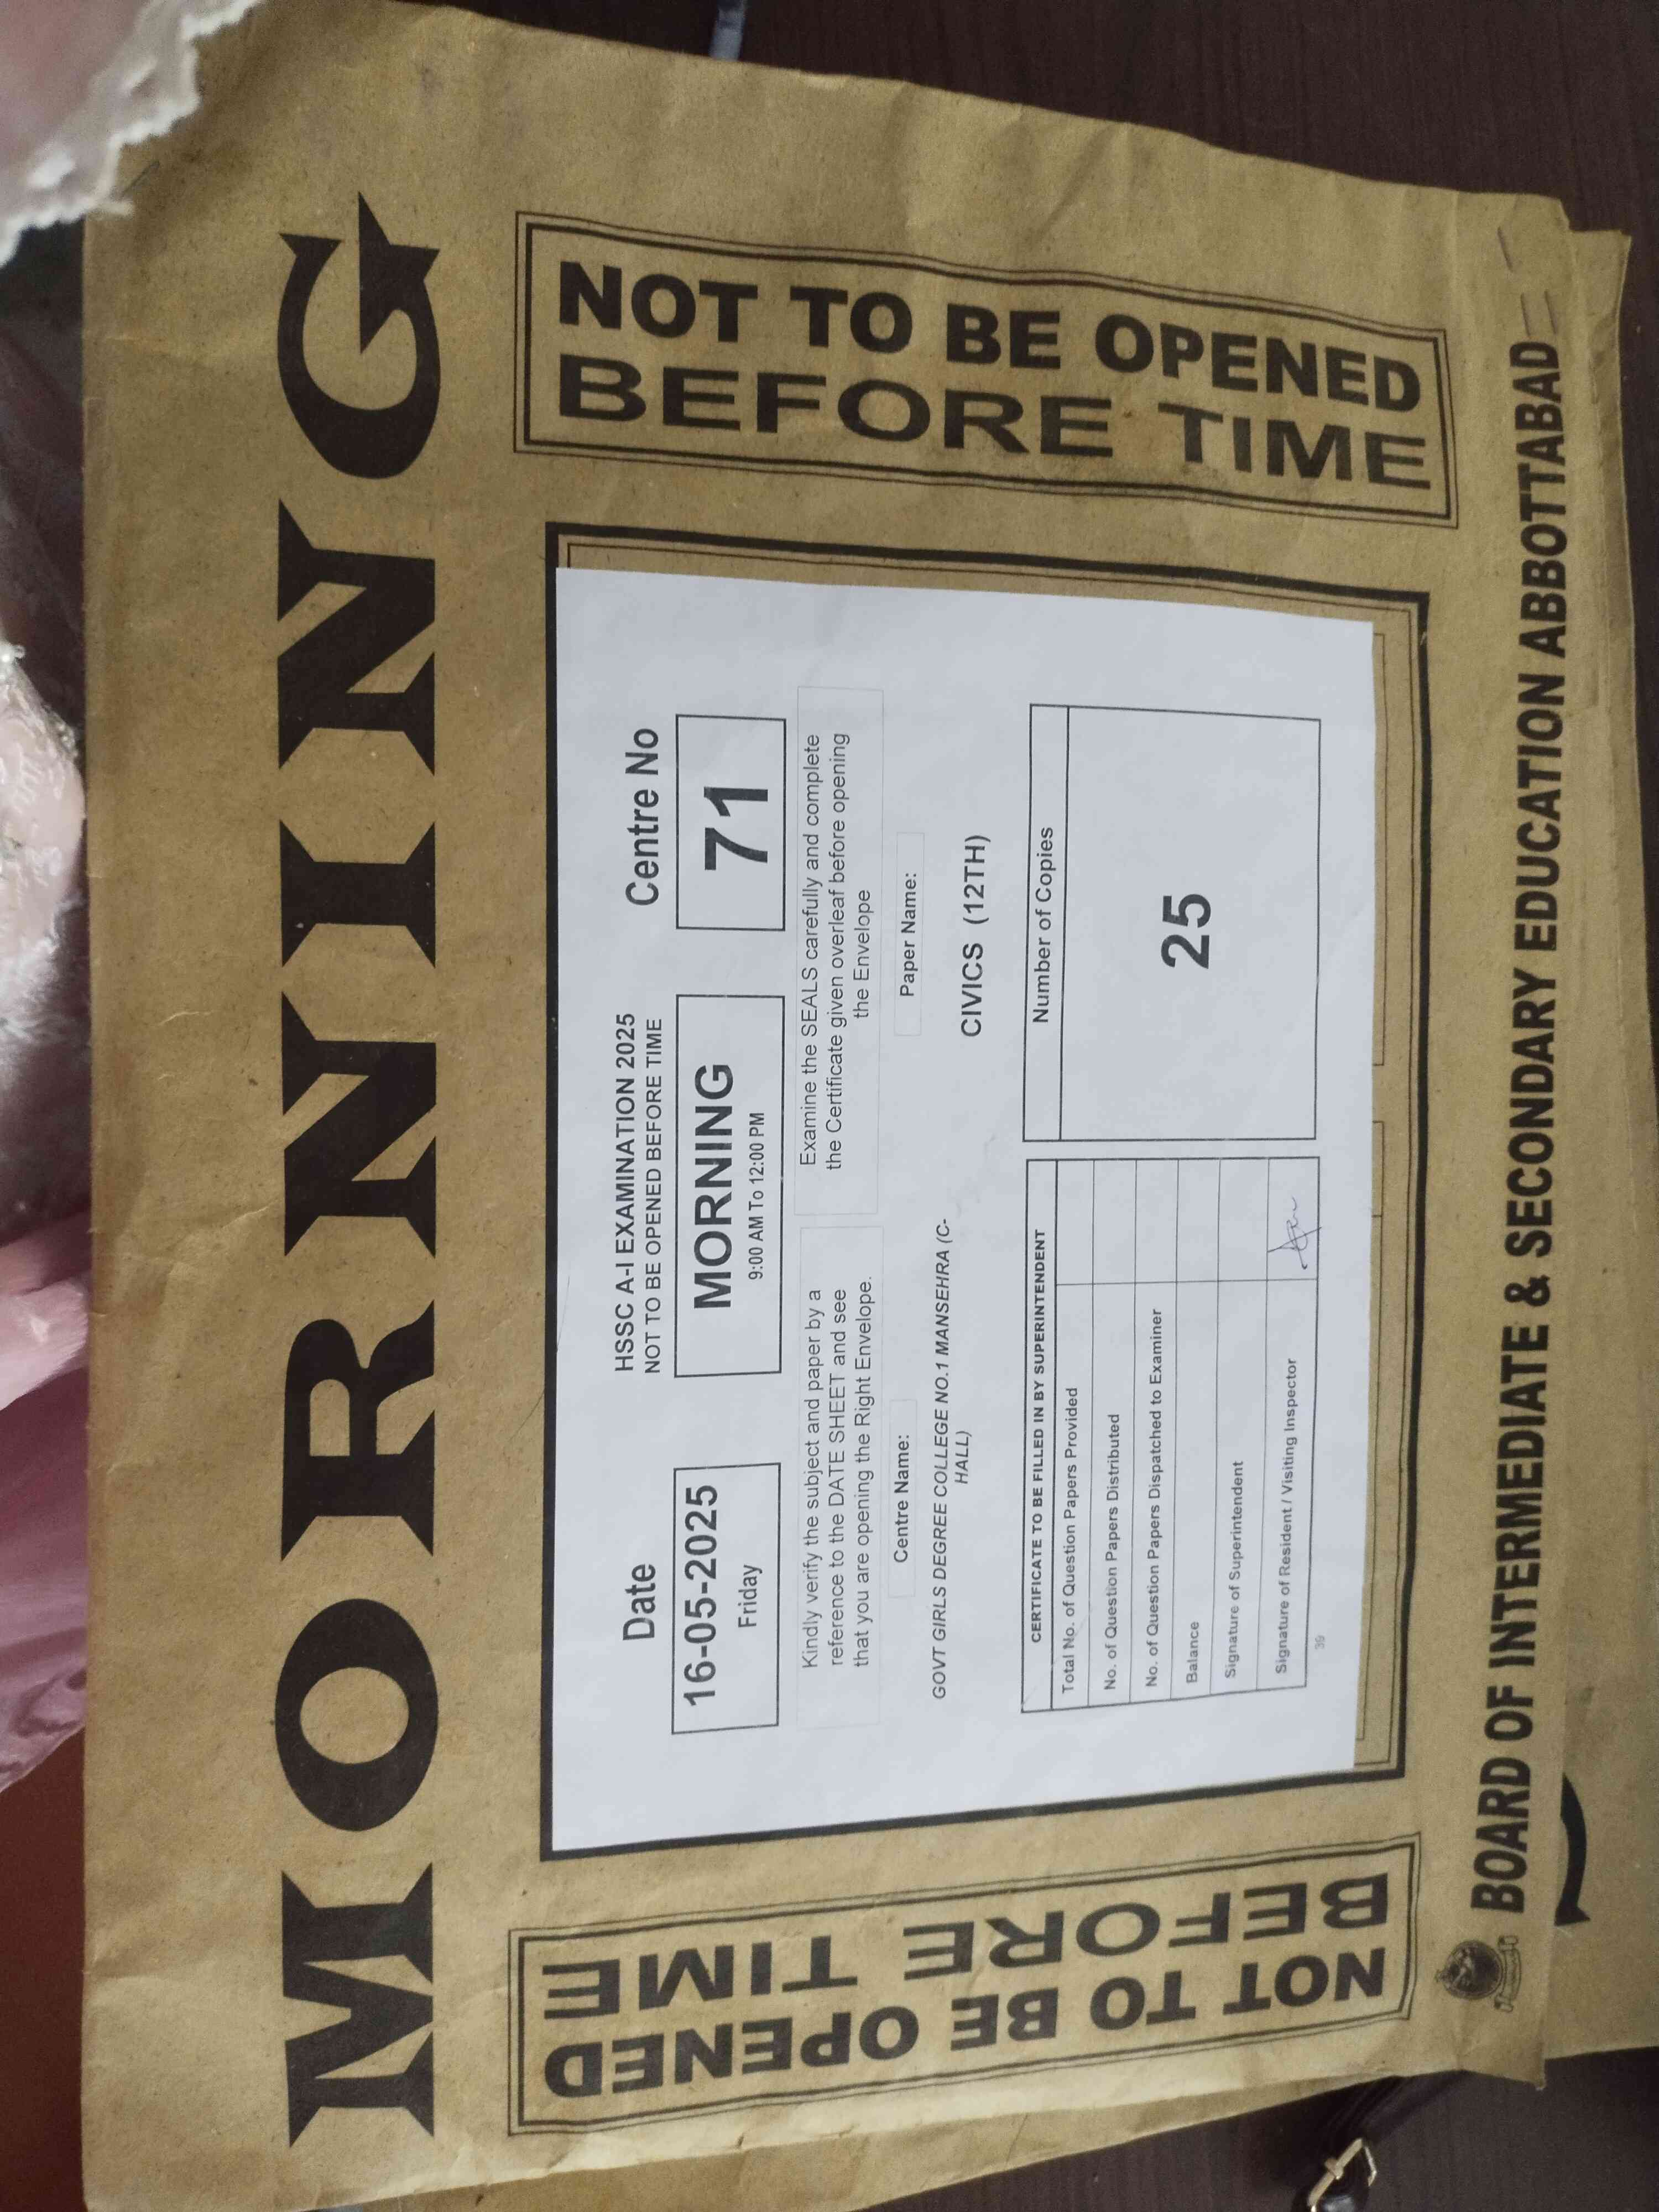 MORNING
NOT TO BE OPENED
BEFORE TIME
Date
16-05-2025
Friday
HSSC A-I EXAMINATION 2025
NOT TO BE OPENED BEFORE TIME
MORNING
9:00 AM To 12:00 PM
Centre No
71
Kindly verify the subject and paper by a
reference to the DATE SHEET and see
that you are opening the Right Envelope.
Examine the SEALS carefully and complete
the Certificate given overleaf before opening
the Envelope
Centre Name:
GOVT GIRLS DEGREE COLLEGE NO.1 MANSEHRA (C-
HALL)
Paper Name:
CIVICS (12TH)
CERTIFICATE TO BE FILLED IN BY SUPERINTENDENT
Total No. of Question Papers Provided
No. of Question Papers Distributed
No. of Question Papers Dispatched to Examiner
Balance
Signature of Superintendent
Signature of Resident / Visiting Inspector
39
Number of Copies
25
NOT TO BE OPENED
BEFORE TIME
BOARD OF INTERMEDIATE & SECONDARY EDUCATION ABBOTTABAD